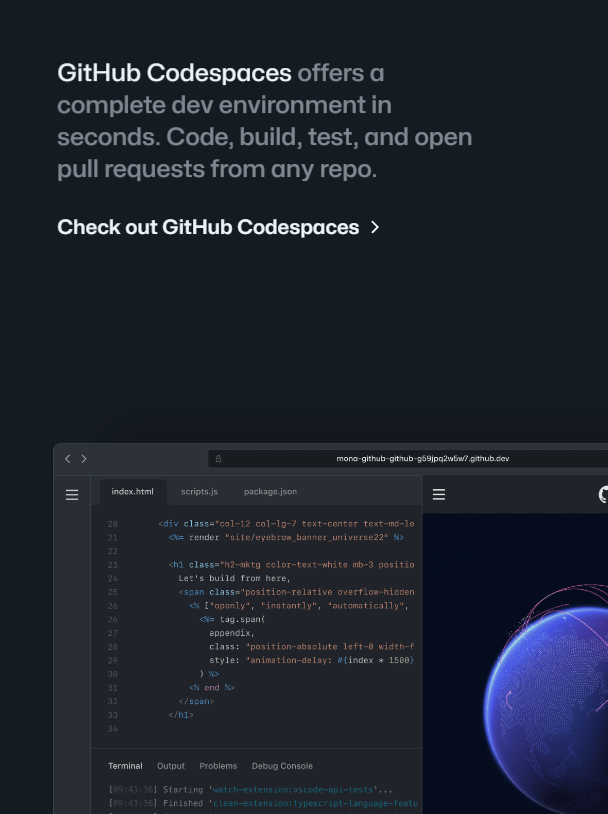 GitHub Codespaces offers a
complete dev environment in
seconds. Code, build, test, and open
pull requests from any repo.
Check out GitHub Codespaces
mona-github-github-g59jpq2w5w7.github.dev
index.html scripts.js package.json
20 <div class="col-12 col-lg-7 text-center text-md-le
21 <%= render "site/eyebrow_banner_universe22" %>
22
23 <h1 class="h2-mktg color-text-white mb-3 positio
24 Let's build from here,
25 <span class="position-relative overflow-hidden
26 <% ["openly", "instantly", "automatically",
26 <%= tag.span(
27 appendix,
28 class: "position-absolute left-0 width-f
29 style: "animation-delay: #{index * 1500}
30 ) %>
31 <% end %>
32 </span>
33 </h1>
34
Terminal Output Problems Debug Console
[09:43:36] Starting 'watch-extension:vscode-api-tests'...
[09:43:36] Finished 'clean-extension:typescript-language-featu